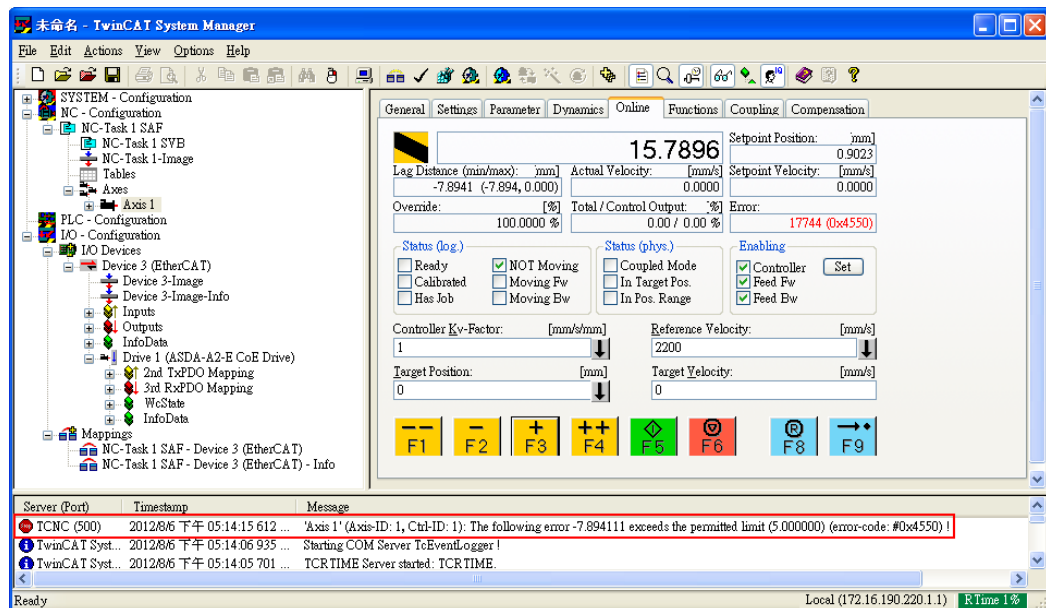 未命名 - TwinCAT System Manager
File Edit Actions View Options Help
SYSTEM - Configuration
NC - Configuration
NC-Task 1 SAF
NC-Task 1 SVB
NC-Task 1-Image
Tables
Axes
Axis 1
PLC - Configuration
I/O - Configuration
I/O Devices
Device 3 (EtherCAT)
Device 3-Image
Device 3-Image-Info
Inputs
Outputs
InfoData
Drive 1 (ASDA-A2-E CoE Drive)
2nd TxPDO Mapping
3rd RxPDO Mapping
WcState
InfoData
Mappings
NC-Task 1 SAF - Device 3 (EtherCAT)
NC-Task 1 SAF - Device 3 (EtherCAT) - Info
General Settings Parameter Dynamics Online Functions Coupling Compensation
15.7896
Setpoint Position: mm]
0.9023
Lag Distance (min/max): mm] Actual Velocity: [mm/s] Setpoint Velocity: [mm/s]
-7.8941 (-7.894, 0.000) 0.0000 0.0000
Override: [%] Total / Control Output: %] Error:
100.0000 % 0.00 / 0.00 % 17744 (0x4550)
Status (log.) Status (phys.) Enabling
Ready NOT Moving Coupled Mode Controller Set
Calibrated Moving Fw In Target Pos. Feed Fw
Has Job Moving Bw In Pos. Range Feed Bw
Controller Kv-Factor: [mm/s/mm] Reference Velocity: [mm/s]
1 2200
Target Position: [mm] Target Velocity: [mm/s]
0 0
-- - + ++ R
F1 F2 F3 F4 F5 F6 F8 F9
Server (Port) Timestamp Message
TCNC (500) 2012/8/6 下午 05:14:15 612 ... 'Axis 1' (Axis-ID: 1, Ctrl-ID: 1): The following error -7.894111 exceeds the permitted limit (5.000000) (error-code: #0x4550) !
TwinCAT Syst... 2012/8/6 下午 05:14:06 935 ... Starting COM Server TcEventLogger !
TwinCAT Syst... 2012/8/6 下午 05:14:05 701 ... TCRTIME Server started: TCRTIME.
Ready Local (172.16.190.220.1.1) RTime 1%